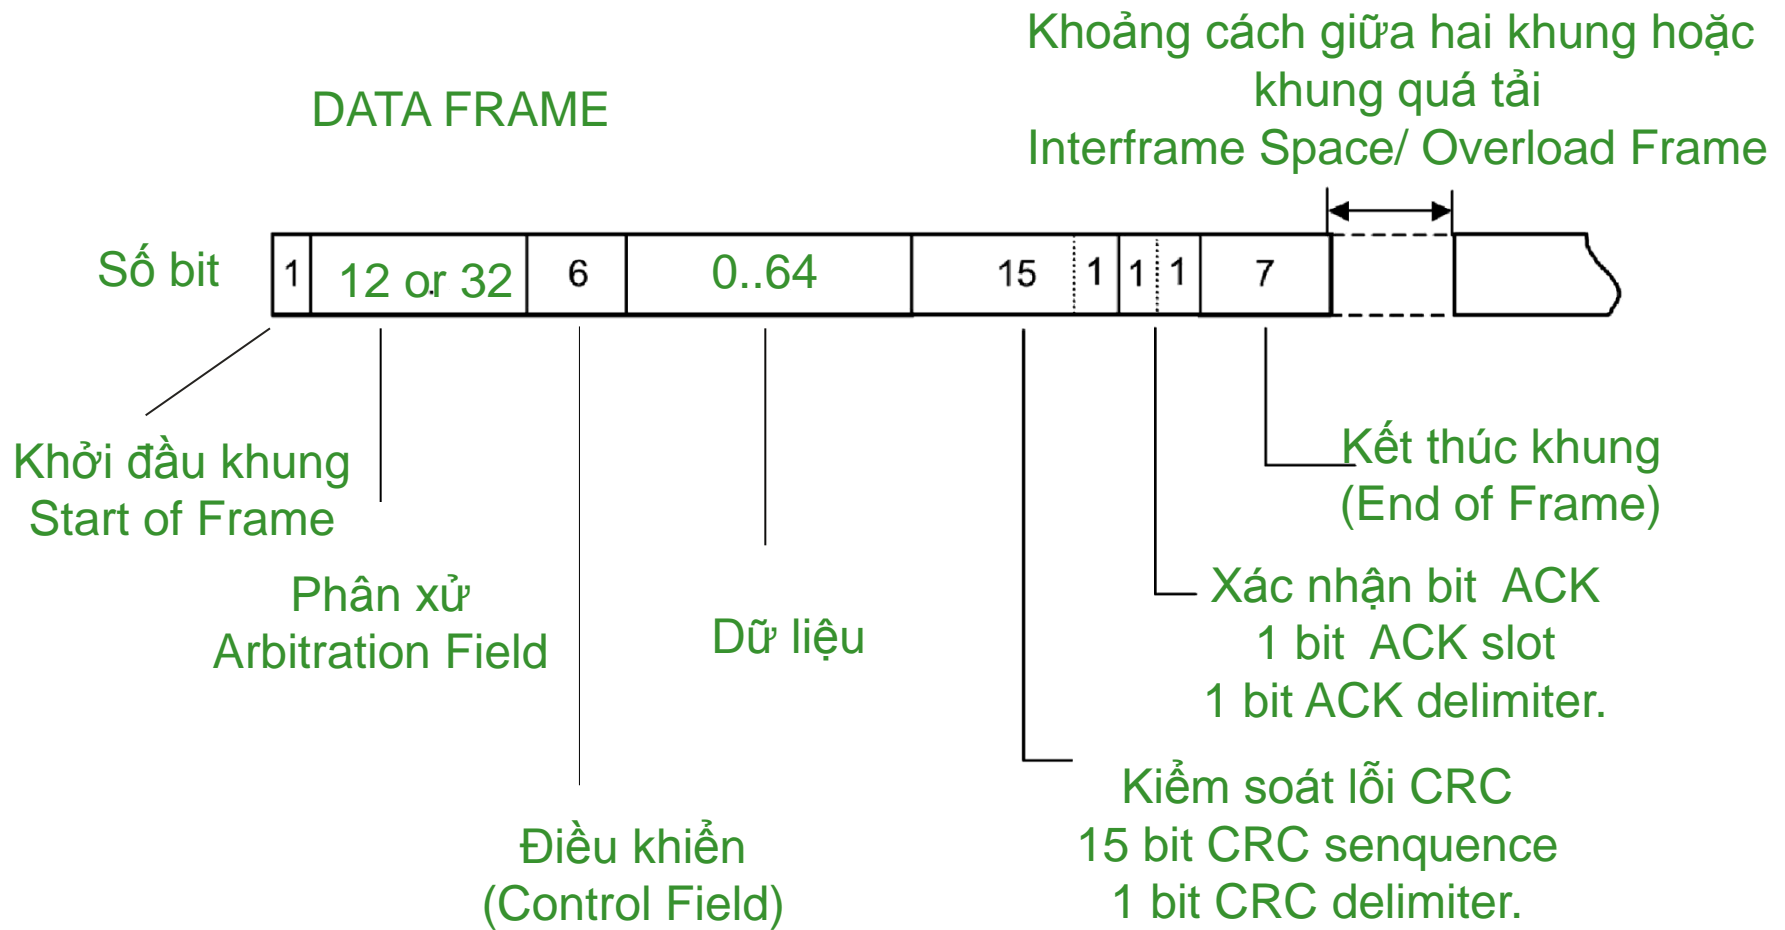 Khoảng cách giữa hai khung hoặc
khung quá tải
Interframe Space/ Overload Frame
DATA FRAME
Số bit
1 12 or 32 6 0..64 15 1 1 1 7
Khởi đầu khung
Start of Frame
Phân xử
Arbitration Field
Điều khiển
(Control Field)
Dữ liệu
Kết thúc khung
(End of Frame)
Xác nhận bit ACK
1 bit ACK slot
1 bit ACK delimiter.
Kiểm soát lỗi CRC
15 bit CRC senquence
1 bit CRC delimiter.